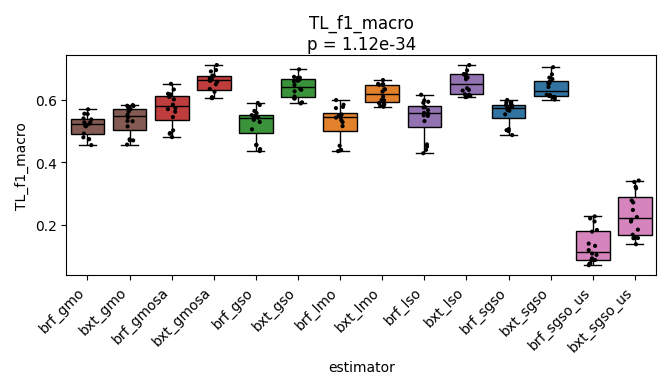 TL_f1_macro
p = 1.12e-34
TL_f1_macro
0.6
0.4
0.2
brf_gmo
bxt_gmo
brf_gmosa
bxt_gmosa
brf_gso
bxt_gso
brf_lmo
bxt_lmo
brf_lso
bxt_lso
brf_sgso
bxt_sgso
brf_sgso_us
bxt_sgso_us
estimator